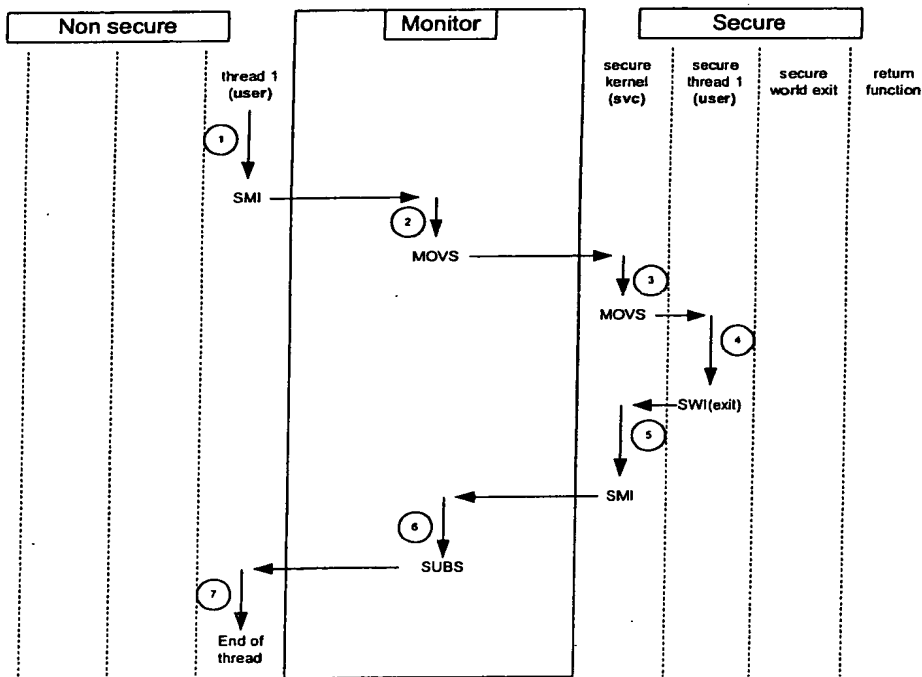 Non secure
Monitor
Secure
thread 1
(user)
secure
kernel
(svc)
secure
thread 1
(user)
secure
world exit
return
function
1
SMI
2
MOVS
3
MOVS
4
SWI(exit)
5
SMI
6
SUBS
7
End of
thread